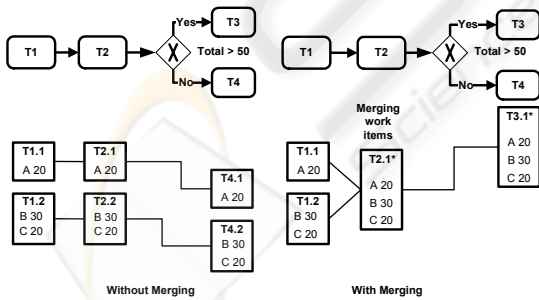 Yes T3
T1 T2 X Total > 50
No T4
Yes T3
T1 T2 X Total > 50
No T4
T1.1
A 20
T2.1
A 20
T4.1
A 20
T1.2
B 30
C 20
T2.2
B 30
C 20
T4.2
B 30
C 20
Without Merging
Merging
work
items
T1.1
A 20
T1.2
B 30
C 20
T2.1*
A 20
B 30
C 20
T3.1*
A 20
B 30
C 20
With Merging